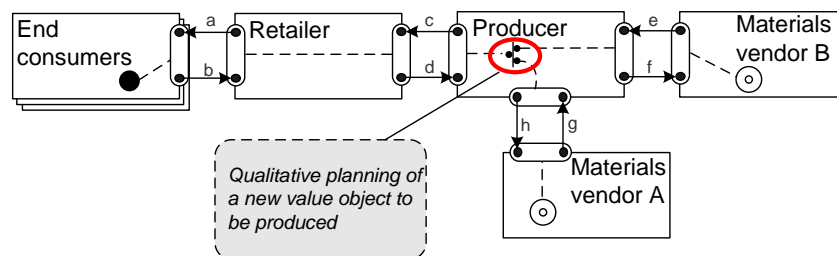 End
consumers
a
b
Retailer
c
d
Producer
e
f
Materials
vendor B
h
g
Materials
vendor A
Qualitative planning of
a new value object to
be produced